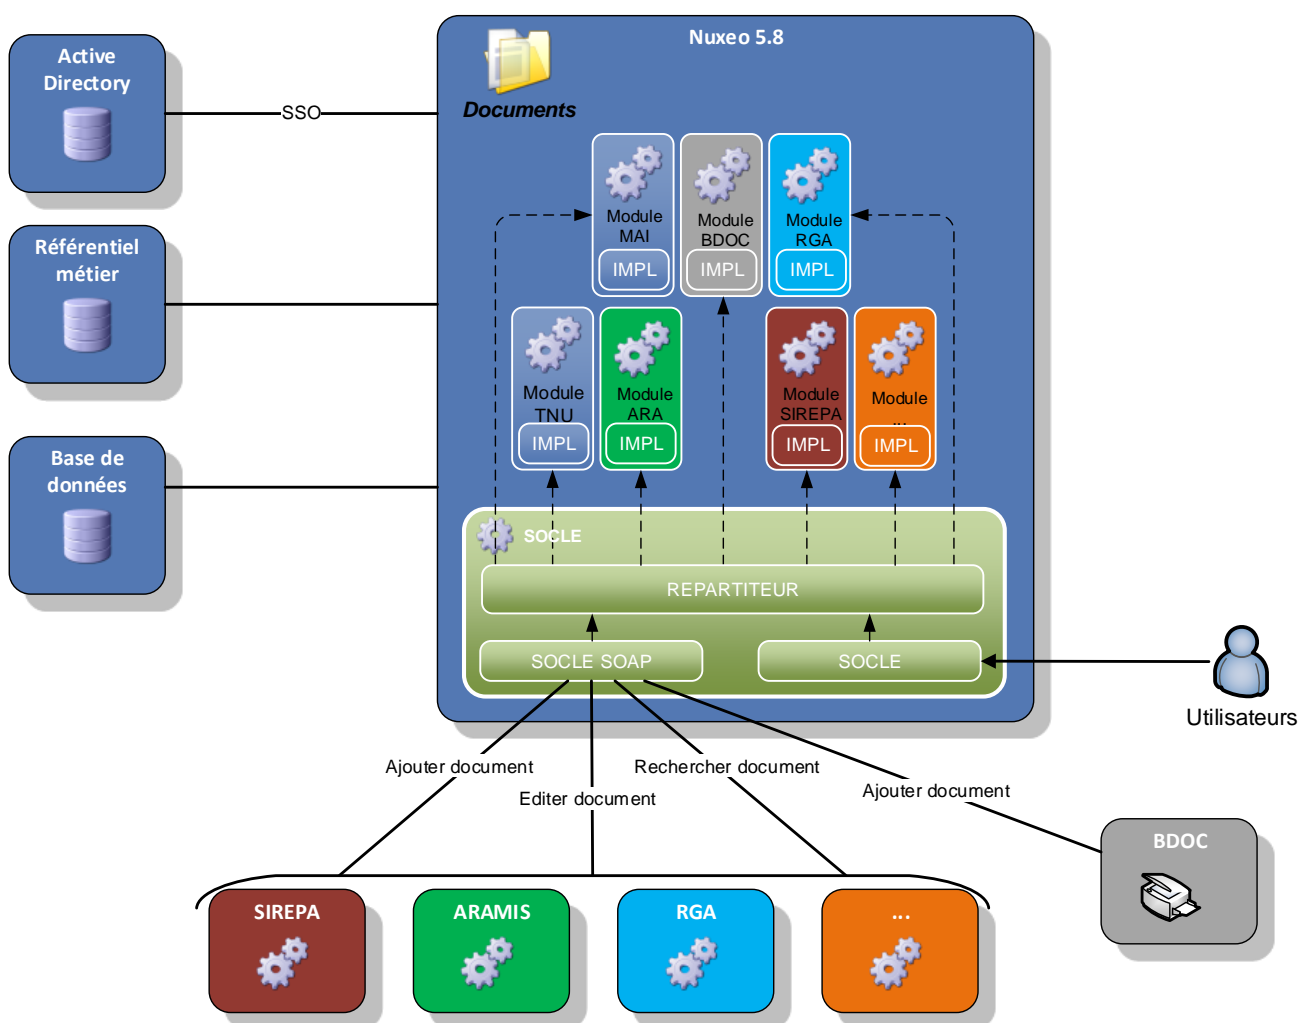 Nuxeo 5.8
Active
Directory
SSO
Documents
Référentiel
métier
Base de
données
Module
MAI
IMPL
Module
BDOC
IMPL
Module
RGA
IMPL
Module
TNU
IMPL
Module
ARA
IMPL
Module
SIREPA
IMPL
Module
...
IMPL
SOCLE
REPARTITEUR
SOCLE SOAP
SOCLE
Utilisateurs
Ajouter document
Rechercher document
Editer document
Ajouter document
BDOC
SIREPA
ARAMIS
RGA
...